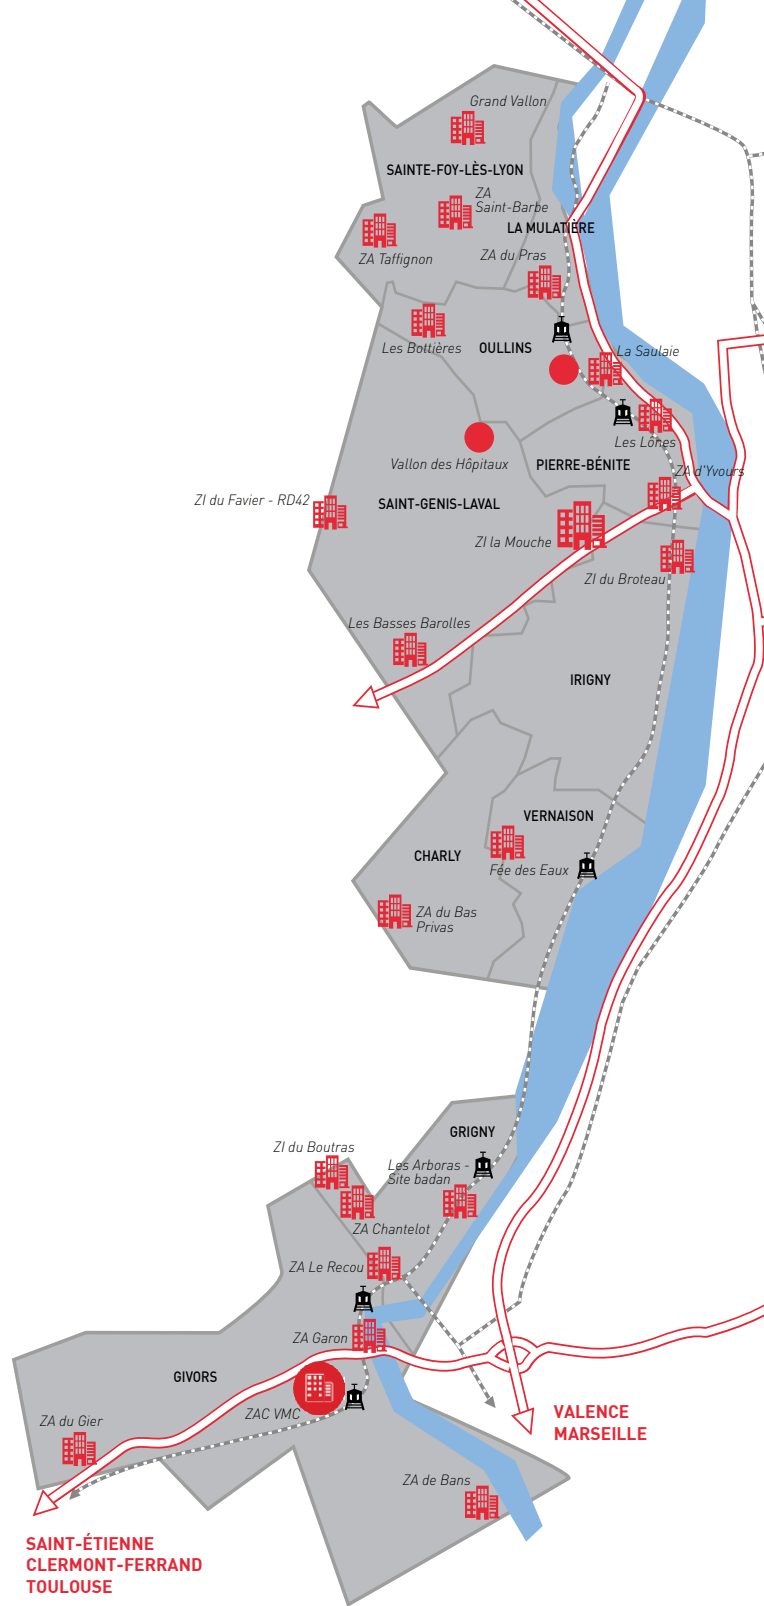 Grand Vallon
SAINTE-FOY-LÈS-LYON
ZA
Saint-Barbe
LA MULATIÈRE
ZA Taffignon
ZA du Pras
Les Bottières
OULLINS
La Saulaie
Les Lônes
Vallon des Hôpitaux
PIERRE-BÉNITE
ZA d'Yvours
ZI du Favier - RD42
SAINT-GENIS-LAVAL
ZI la Mouche
ZI du Broteau
Les Basses Barolles
IRIGNY
VERNAISON
CHARLY
Fée des Eaux
ZA du Bas
Privas
GRIGNY
ZI du Boutras
Les Arboras -
Site badan
ZA Chantelot
ZA Le Recou
ZA Garon
GIVORS
ZAC VMC
ZA du Gier
VALENCE
MARSEILLE
ZA de Bans
SAINT-ÉTIENNE
CLERMONT-FERRAND
TOULOUSE